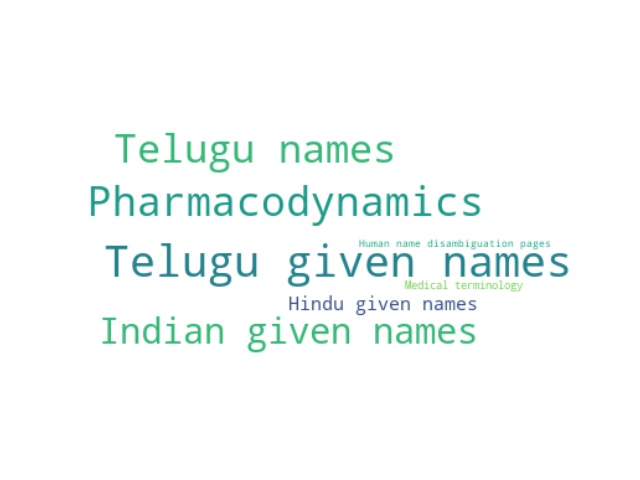 Telugu names
Pharmacodynamics
Human name disambiguation pages
Telugu given names
Medical terminology
Hindu given names
Indian given names